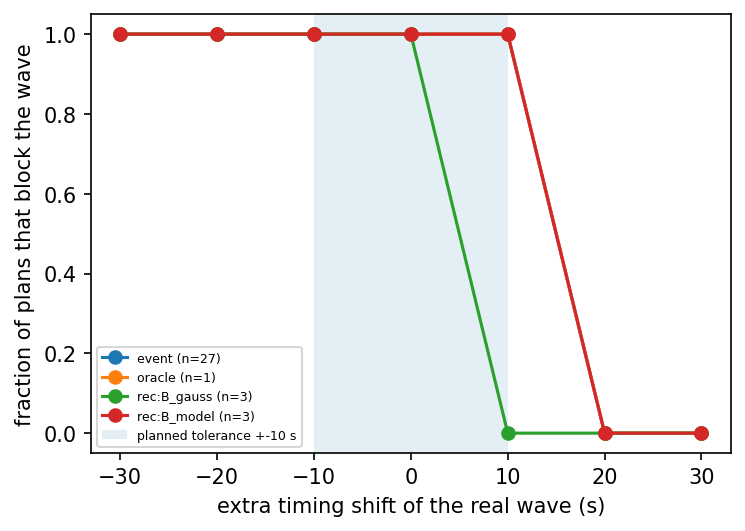 fraction of plans that block the wave
1.0
0.8
0.6
0.4
0.2
0.0
event (n=27)
oracle (n=1)
rec:B_gauss (n=3)
rec:B_model (n=3)
planned tolerance +-10 s
−30 −20 −10 0 10 20 30
extra timing shift of the real wave (s)